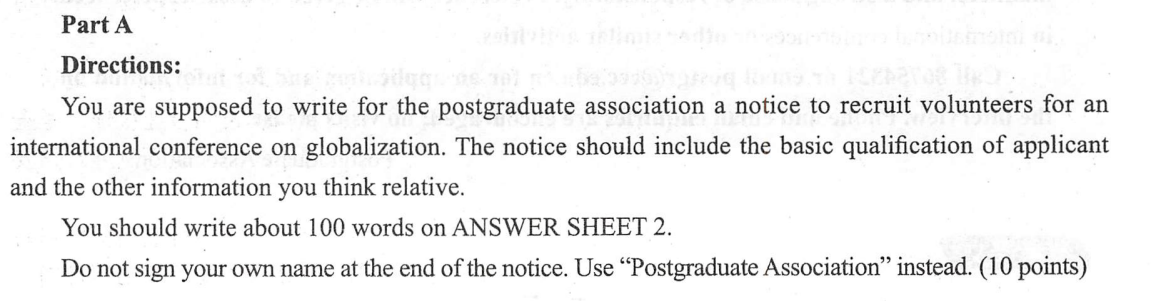 Part A
Directions:
You are supposed to write for the postgraduate association a notice to recruit volunteers for an
international conference on globalization. The notice should include the basic qualification of applicant
and the other information you think relative.
You should write about 100 words on ANSWER SHEET 2.
Do not sign your own name at the end of the notice. Use “Postgraduate Association” instead. (10 points)